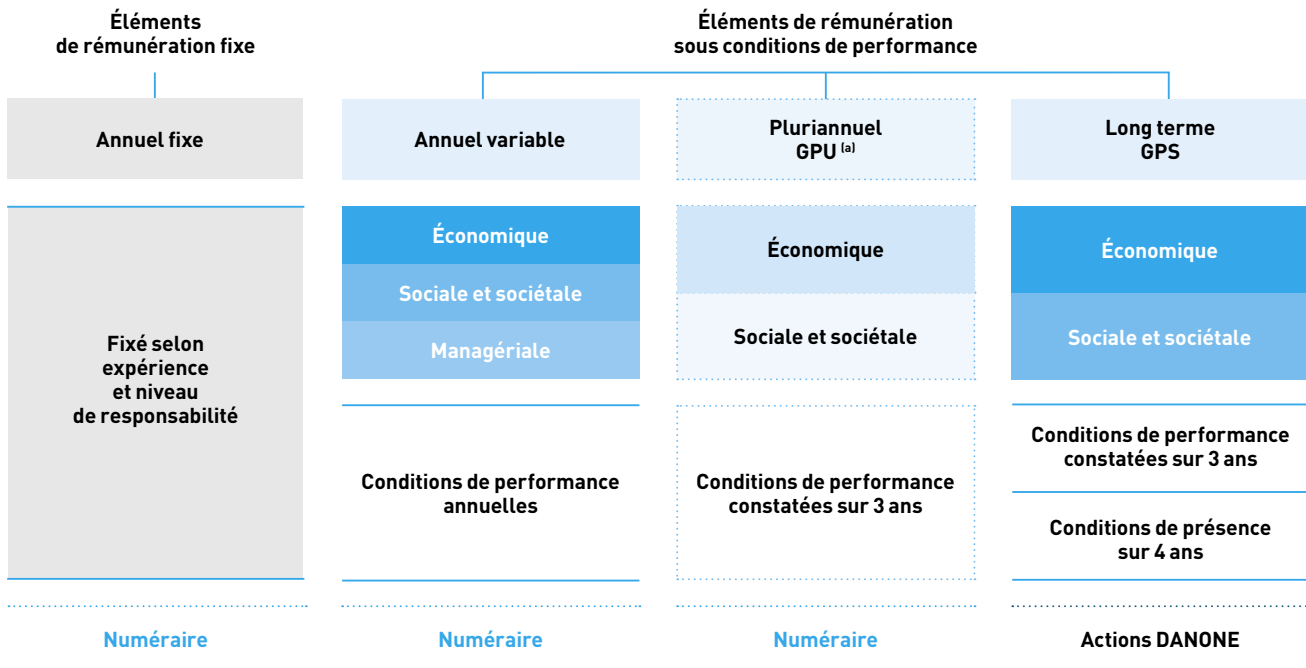 Éléments
de rémunération fixe
Éléments de rémunération
sous conditions de performance
Annuel fixe
Annuel variable
Pluriannuel
GPU (a)
Long terme
GPS
Fixé selon
expérience
et niveau
de responsabilité
Économique
Sociale et sociétale
Managériale
Conditions de performance
annuelles
Économique
Sociale et sociétale
Conditions de performance
constatées sur 3 ans
Économique
Sociale et sociétale
Conditions de performance
constatées sur 3 ans
Conditions de présence
sur 4 ans
Numéraire
Numéraire
Numéraire
Actions DANONE